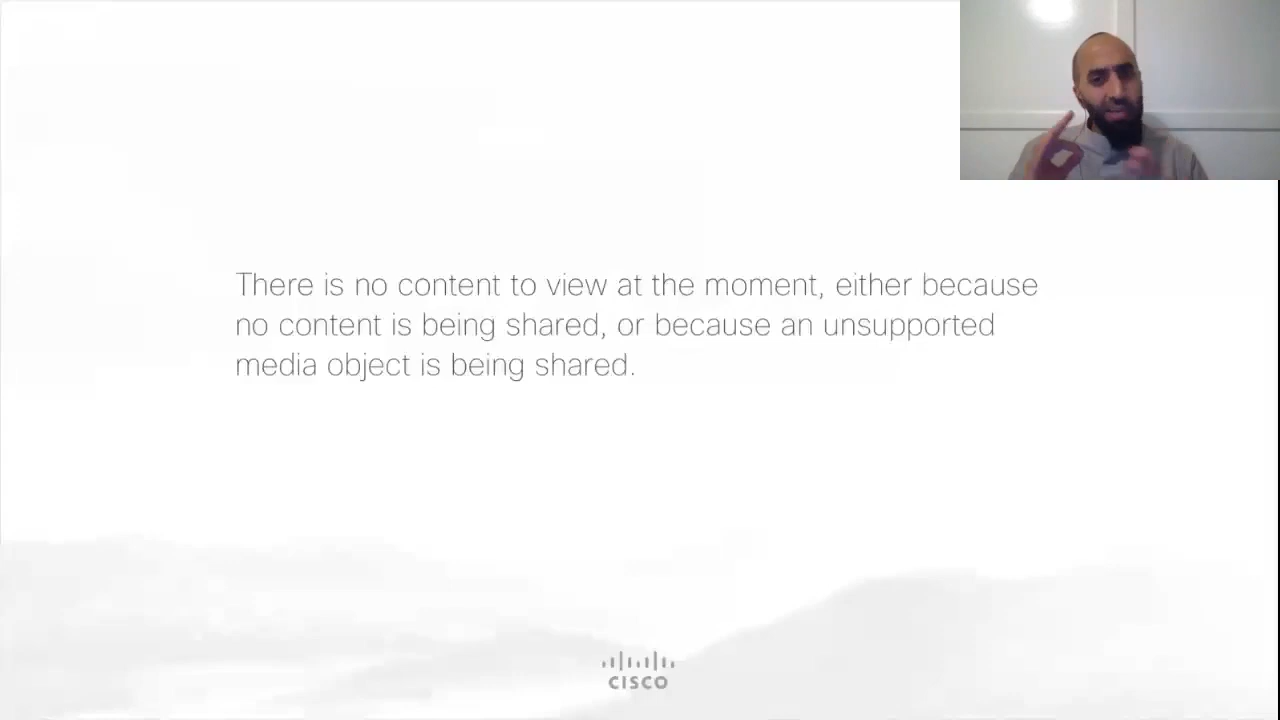 There is no content to view at the moment, either because
no content is being shared, or because an unsupported
media object is being shared.
CISCO